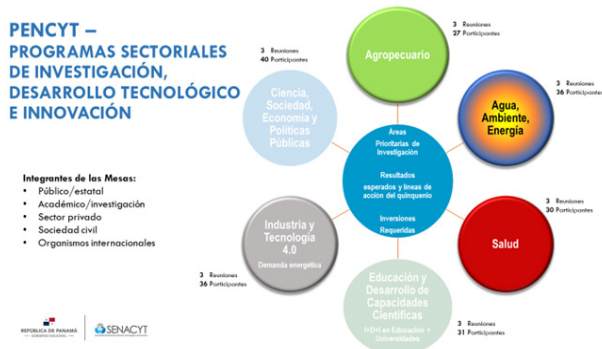 PENCYT –
PROGRAMAS SECTORIALES
DE INVESTIGACIÓN,
DESARROLLO TECNOLÓGICO
E INNOVACIÓN
Integrantes de las Mesas:
• Público/estatal
• Académico/investigación
• Sector privado
• Sociedad civil
• Organismos internacionales
3 Reuniones
27 Participantes
Agropecuario
3 Reuniones
36 Participantes
Agua,
Ambiente,
Energía
3 Reuniones
30 Participantes
Salud
3 Reuniones
31 Participantes
Educación y
Desarrollo de
Capacidades
Científicas
I+D+i en Educación +
Universidades
3 Reuniones
36 Participantes
Industria y
Tecnología
4.0
Demanda energética
3 Reuniones
40 Participantes
Ciencia,
Sociedad,
Economía y
Políticas
Públicas
Áreas
Prioritarias de
Investigación
Resultados
esperados y líneas de
acción del quinquenio
Inversiones
Requeridas
REPÚBLICA DE PANAMÁ
GOBIERNO NACIONAL
SENACYT